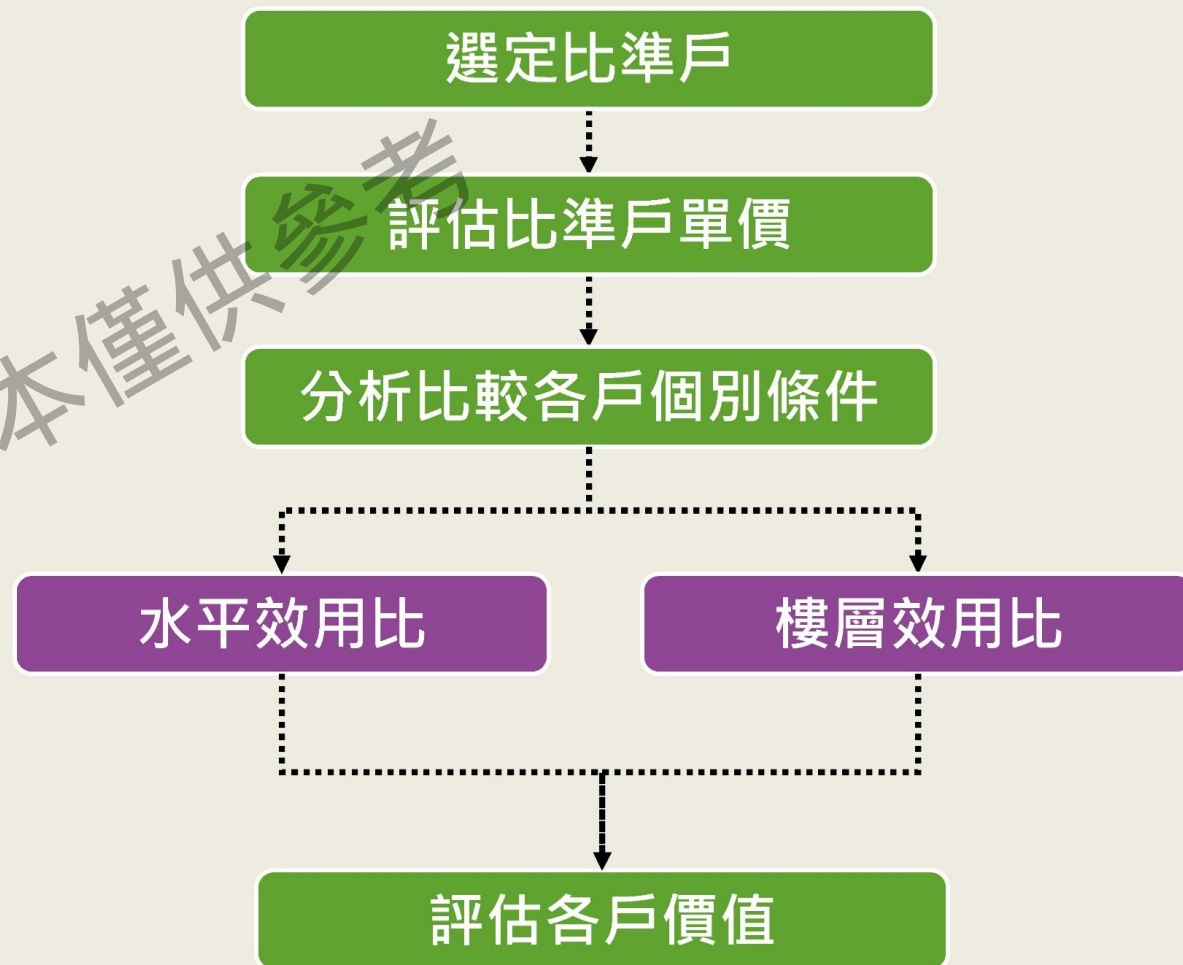 選定比準戶
評估比準戶單價
本僅供參考
分析比較各戶個別條件
水平效用比
樓層效用比
評估各戶價值